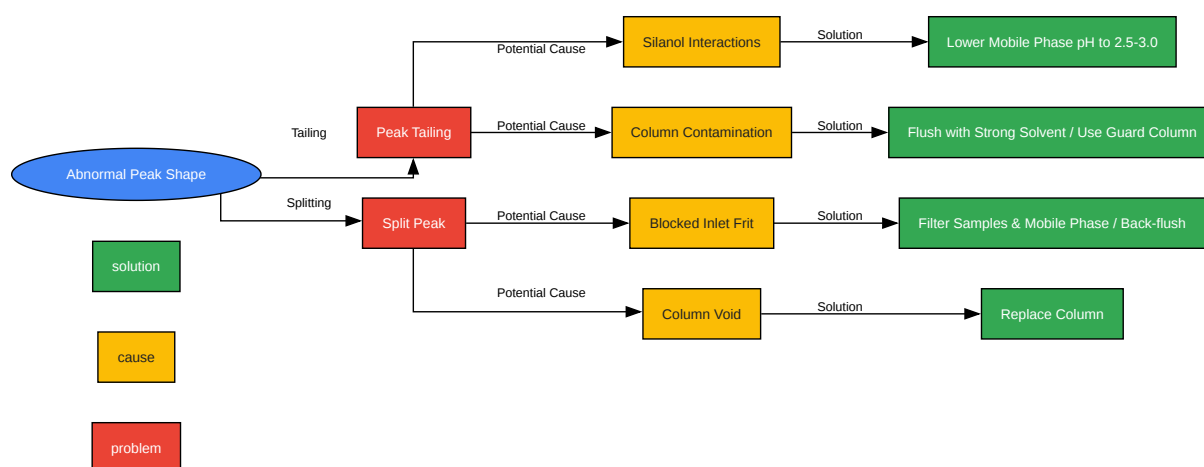 Abnormal Peak Shape
Tailing
Splitting
Peak Tailing
Split Peak
Potential Cause
Silanol Interactions
Solution
Lower Mobile Phase pH to 2.5-3.0
Potential Cause
Column Contamination
Solution
Flush with Strong Solvent / Use Guard Column
Potential Cause
Blocked Inlet Frit
Solution
Filter Samples & Mobile Phase / Back-flush
Potential Cause
Column Void
Solution
Replace Column
solution
cause
problem